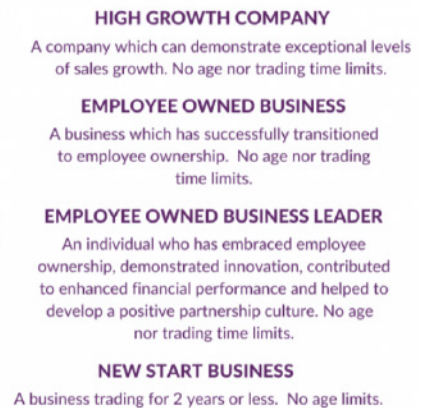 HIGH GROWTH COMPANY
A company which can demonstrate exceptional levels
of sales growth. No age nor trading time limits.
EMPLOYEE OWNED BUSINESS
A business which has successfully transitioned
to employee ownership. No age nor trading
time limits.
EMPLOYEE OWNED BUSINESS LEADER
An individual who has embraced employee
ownership, demonstrated innovation, contributed
to enhanced financial performance and helped to
develop a positive partnership culture. No age
nor trading time limits.
NEW START BUSINESS
A business trading for 2 years or less. No age limits.